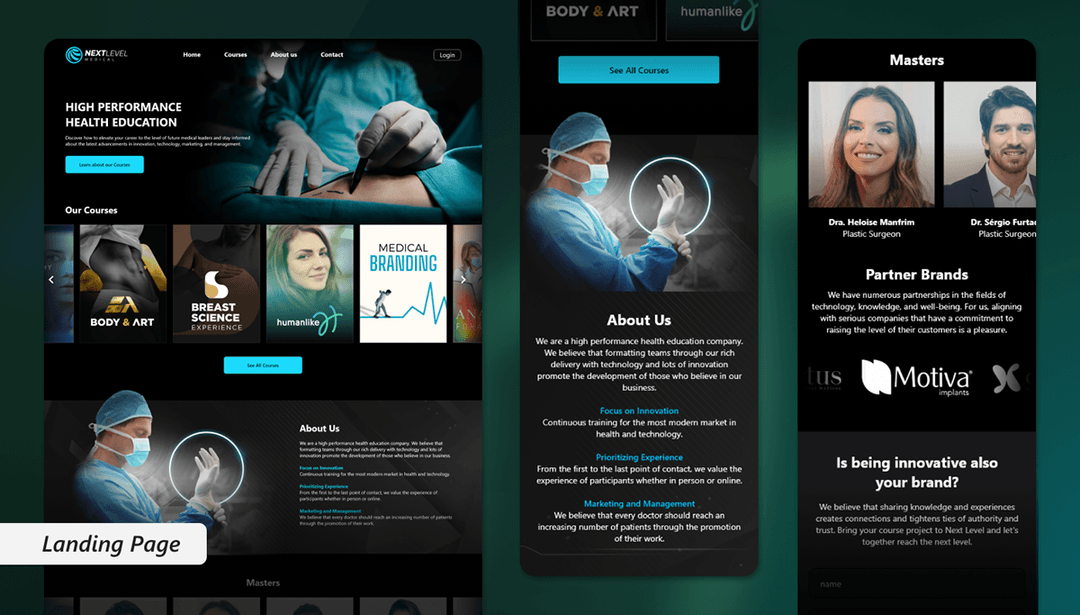 NEXTLEVEL
MEDICAL
Home
Courses
About us
Contact
Login
HIGH PERFORMANCE
HEALTH EDUCATION
Discover how to elevate your career to the level of future medical leaders and stay informed
about the latest advancements in innovation, technology, marketing, and management.
Learn about our Courses
Our Courses
BODY & ART
BREAST
SCIENCE
EXPERIENCE
humanlike
MEDICAL
BRANDING
See All Courses
About Us
We are a high performance health education company. We believe that
formatting teams through our rich delivery with technology and lots of
innovation promote the development of those who believe in our business.
Focus on Innovation
Continuous training for the most modern market in health and technology.
Prioritizing Experience
From the first to the last point of contact, we value the experience of
participants whether in person or online.
Marketing and Management
We believe that every doctor should reach an increasing number of patients
through the promotion of their work.
Landing Page
Masters
BODY & ART
humanlike
See All Courses
About Us
We are a high performance health education company.
We believe that formatting teams through our rich
delivery with technology and lots of innovation
promote the development of those who believe in our
business.
Focus on Innovation
Continuous training for the most modern market in
health and technology.
Prioritizing Experience
From the first to the last point of contact, we value the
experience of participants whether in person or online.
Marketing and Management
We believe that every doctor should reach an
increasing number of patients through the promotion
of their work.
Masters
Dra. Heloise Manfrim
Plastic Surgeon
Dr. Sérgio Furta
Plastic Surgeon
Partner Brands
We have numerous partnerships in the fields of
technology, knowledge, and well-being. For us, aligning
with serious companies that have a commitment to
raising the level of their customers is a pleasure.
tus
Motiva
implants
Is being innovative also
your brand?
We believe that sharing knowledge and experiences
creates connections and tightens ties of authority and
trust. Bring your course project to Next Level and let's
together reach the next level.
name